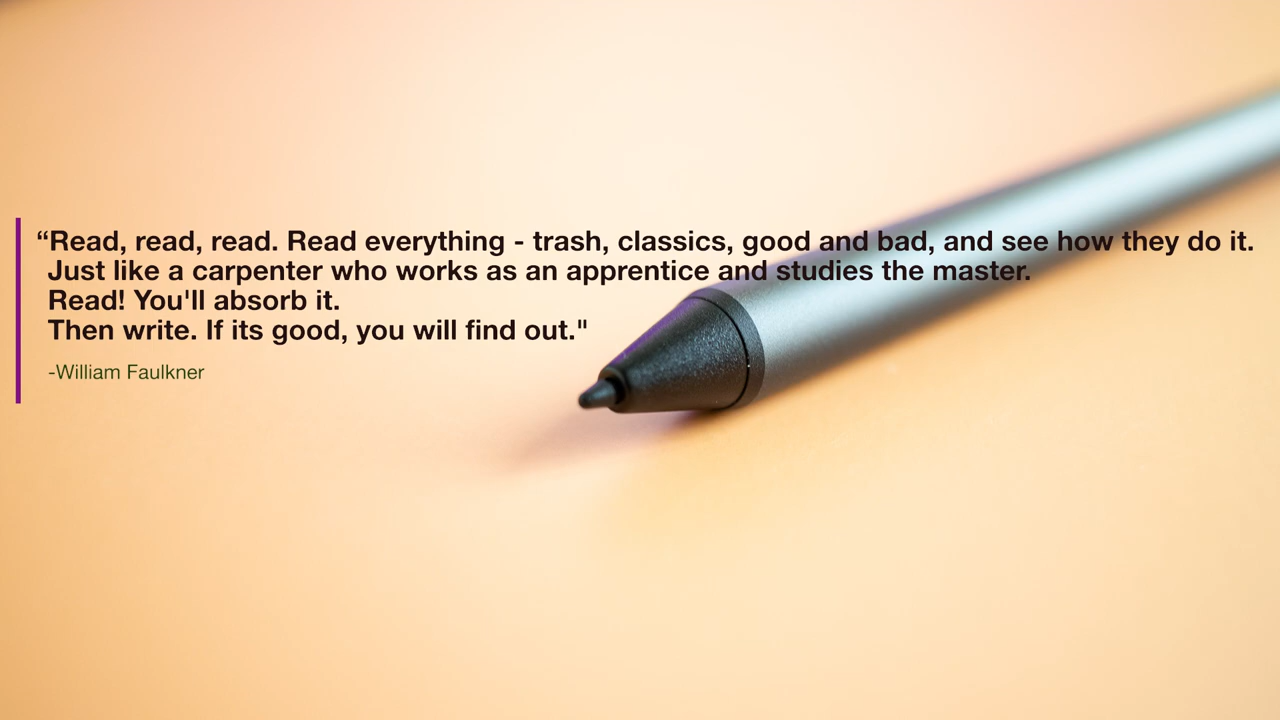 “Read, read, read. Read everything - trash, classics, good and bad, and see how they do it.
Just like a carpenter who works as an apprentice and studies the master.
Read! You'll absorb it.
Then write. If its good, you will find out."
-William Faulkner